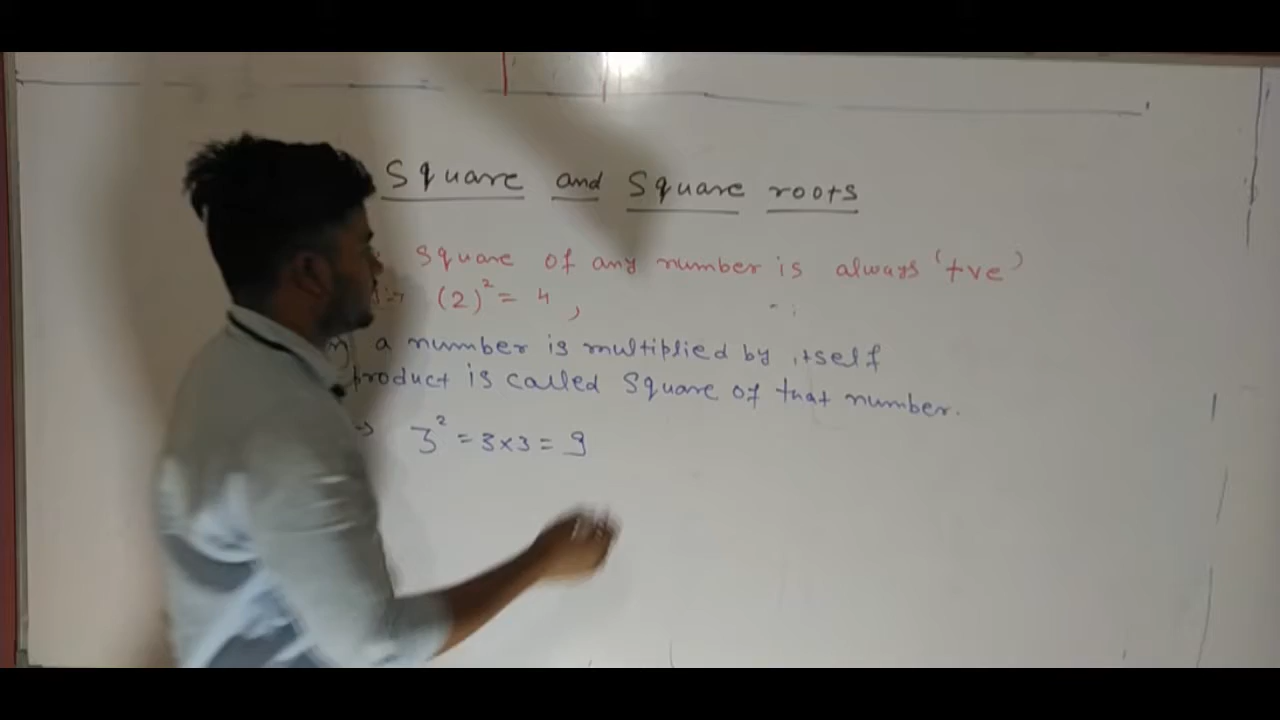 Square and Square roots
Square of any number is always '+ve'
(2)² = 4 ,
a number is multiplied by itself
product is called Square of that number.
→ 3² = 3×3 = 9